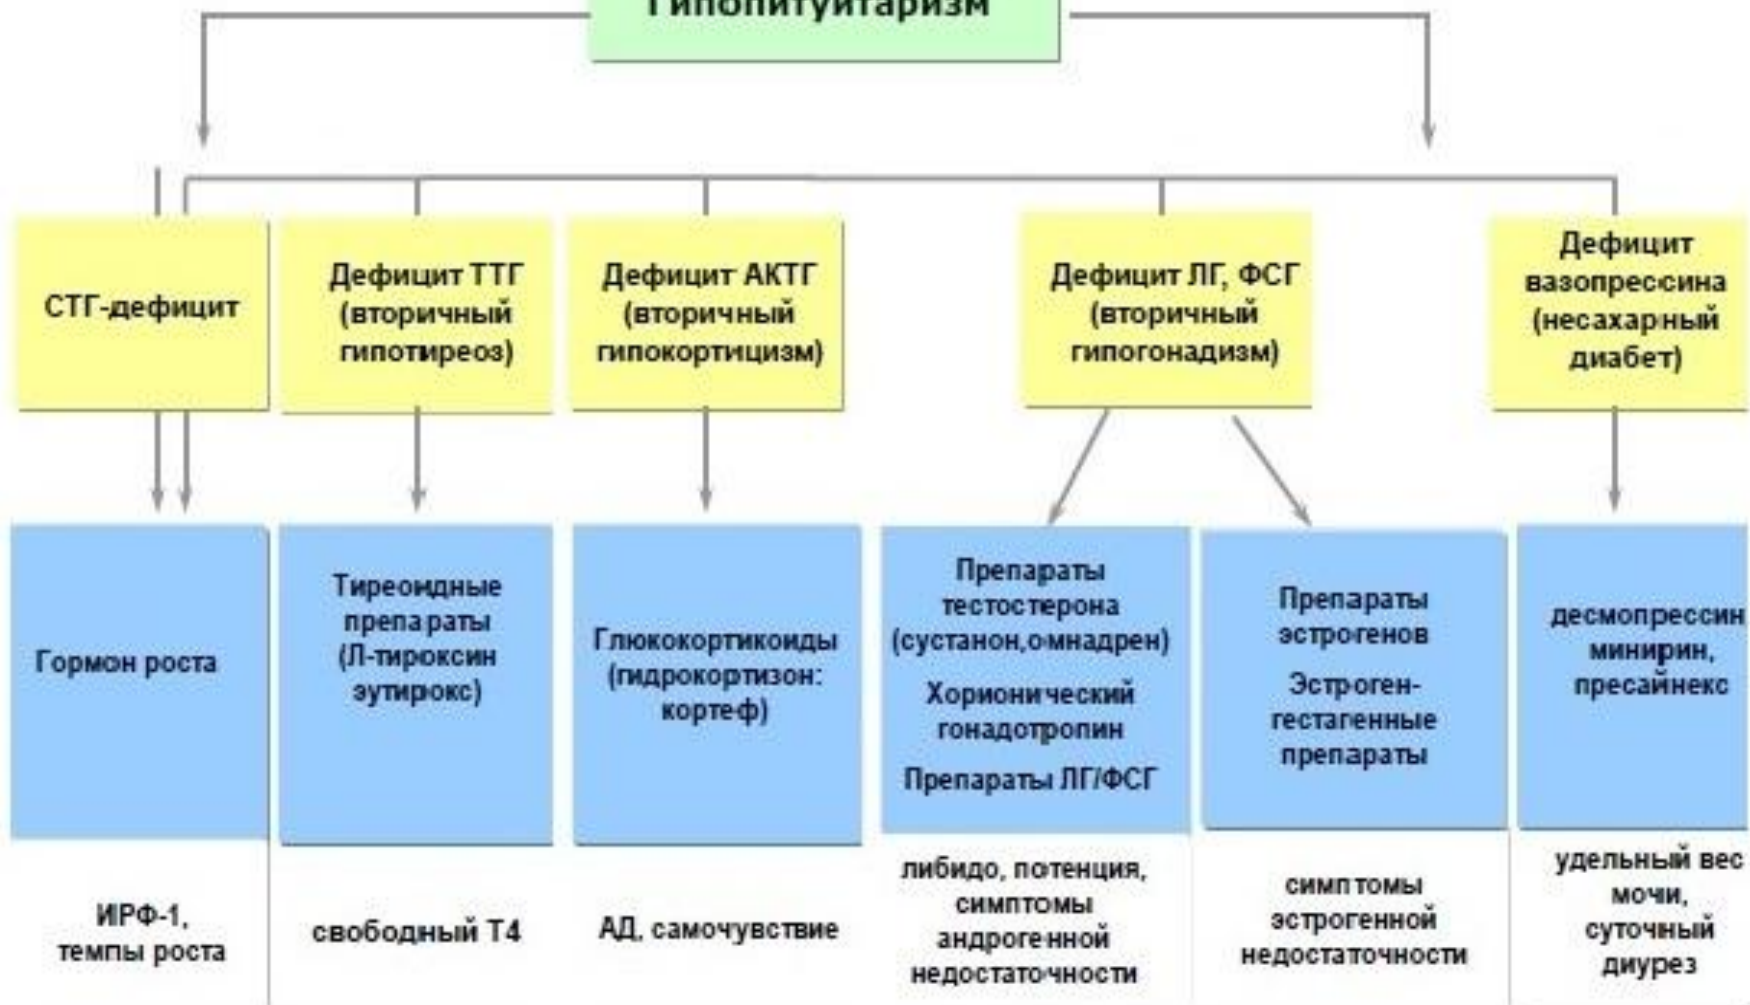 Гипопитуитаризм
СТГ-дефицит
Дефицит ТТГ
(вторичный
гипотиреоз)
Дефицит АКТГ
(вторичный
гипокортицизм)
Дефицит ЛГ, ФСГ
(вторичный
гипогонадизм)
Дефицит
вазопрессина
(несахарный
диабет)
Гормон роста
Тиреоидные
препараты
(Л-тироксин
эутирокс)
Глюкокортикоиды
(гидрокортизон:
кортеф)
Препараты
тестостерона
(сустанон,омнадрен)
Хорионический
гонадотропин
Препараты ЛГ/ФСГ
Препараты
эстрогенов
Эстроген-
гестагенные
препараты
десмопрессин
минирин,
пресайнекс
ИРФ-1,
темпы роста
свободный Т4
АД, самочувствие
либидо, потенция,
симптомы
андрогенной
недостаточности
симптомы
эстрогенной
недостаточности
удельный вес
мочи,
суточный
диурез